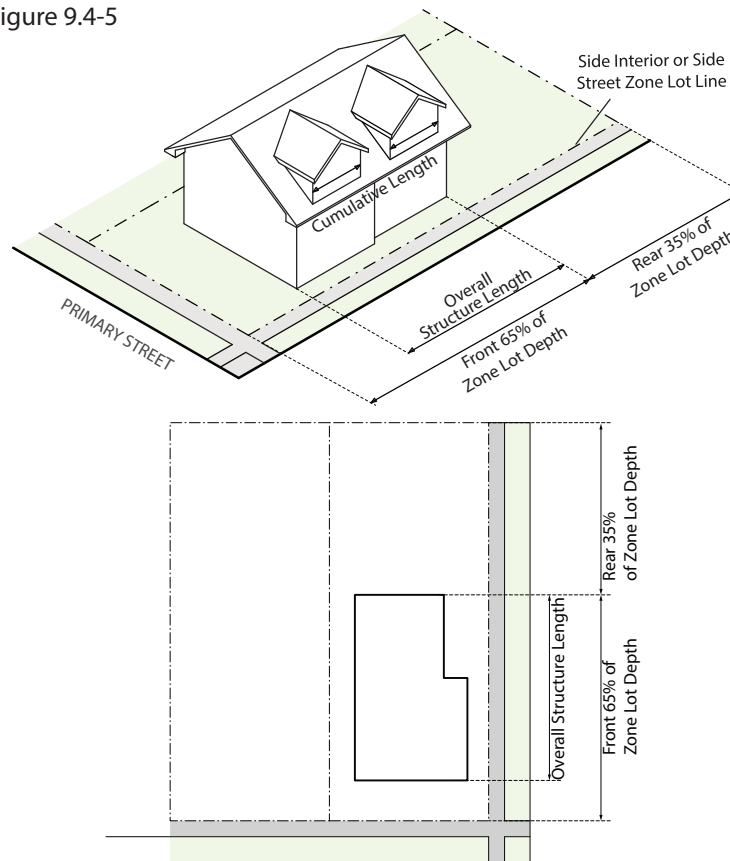 igure 9.4-5
Side Interior or Side
Street Zone Lot Line
Cumulative Length
Rear 35% of
Zone Lot Depth
Overall
Structure Length
Front 65% of
Zone Lot Depth
PRIMARY STREET
Rear 35%
of Zone Lot Depth
Overall Structure Length
Front 65% of
Zone Lot Depth